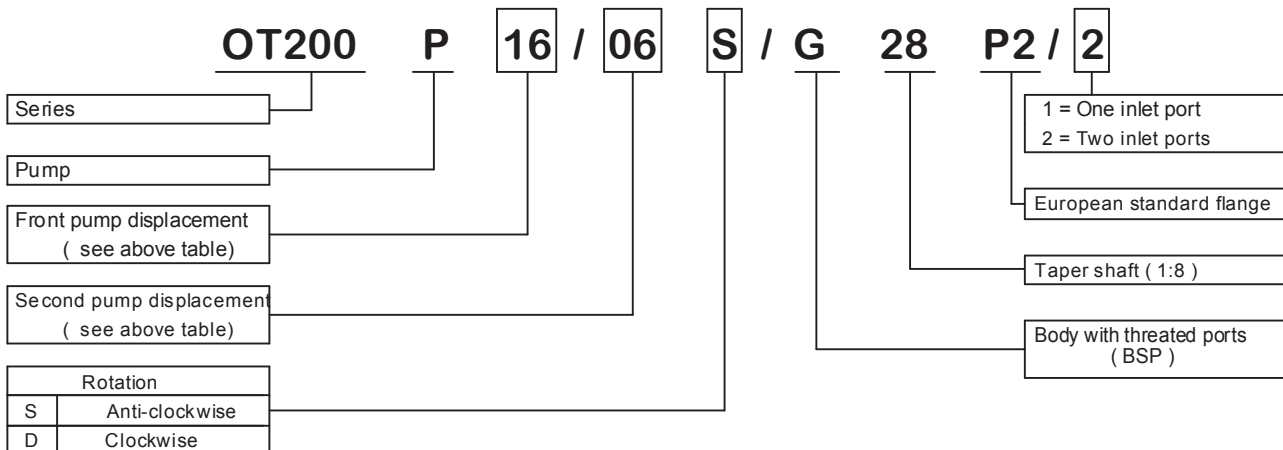 OT200 P 16 / 06 S / G 28 P2 / 2
Series
Pump
Front pump displacement
( see above table)
Second pump displacement
( see above table)
Rotation
S Anti-clockwise
D Clockwise
1 = One inlet port
2 = Two inlet ports
European standard flange
Taper shaft ( 1:8 )
Body with threated ports
( BSP )